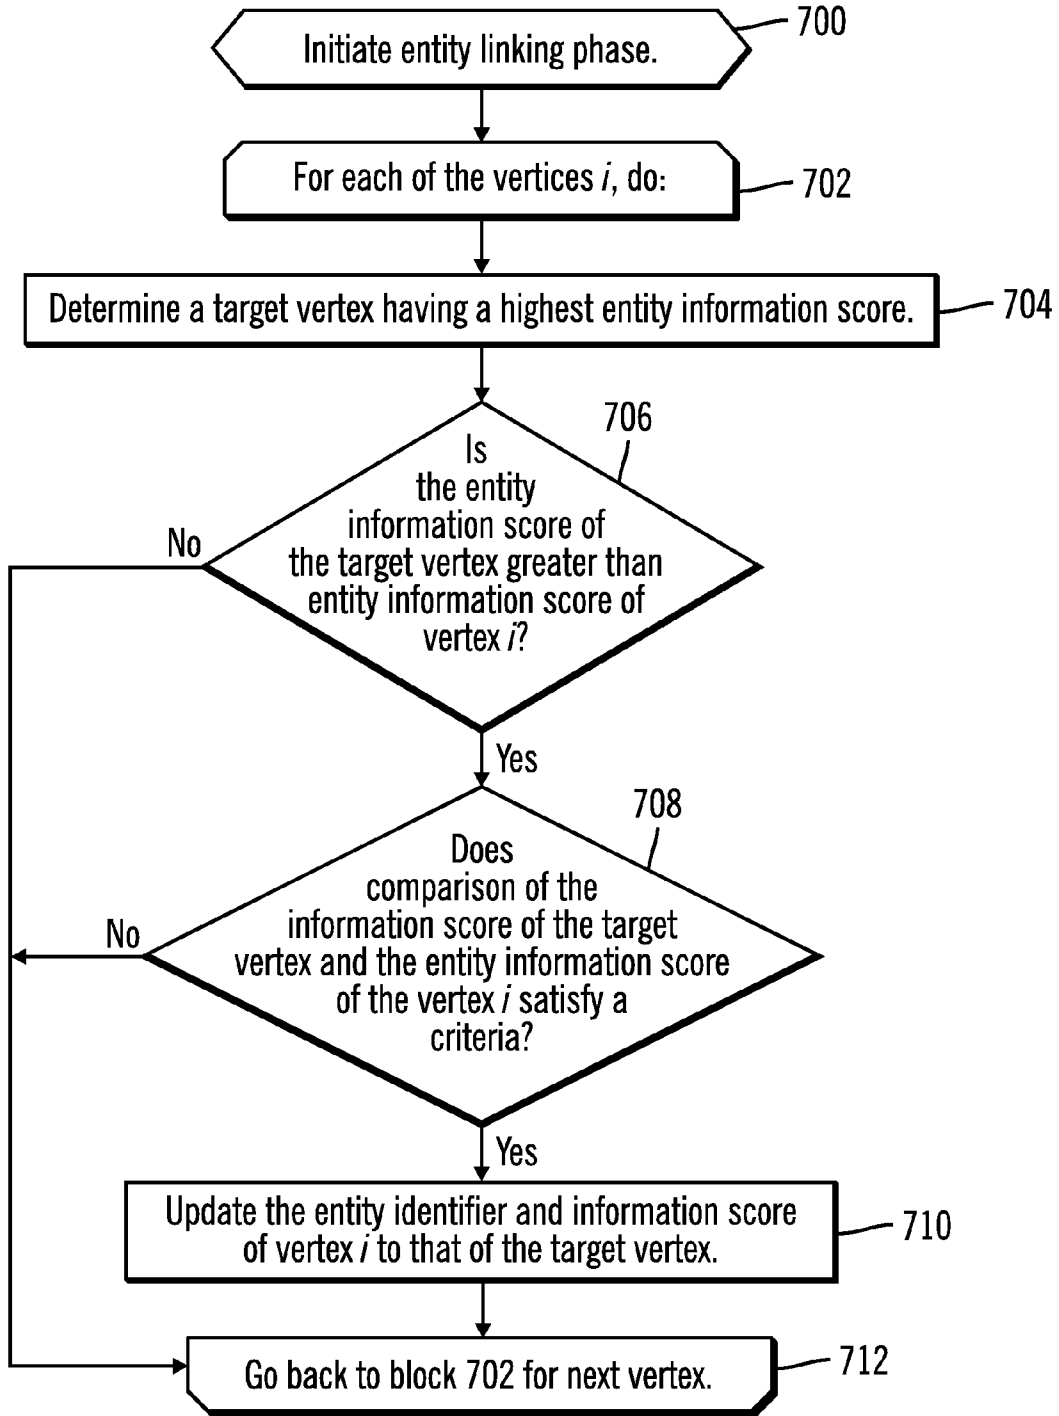 700
Initiate entity linking phase.
For each of the vertices i, do:
702
Determine a target vertex having a highest entity information score.
704
706
Is
the entity
information score of
the target vertex greater than
entity information score of
vertex i?
No
Yes
708
Does
comparison of the
information score of the target
vertex and the entity information score
of the vertex i satisfy a
criteria?
No
Yes
Update the entity identifier and information score
of vertex i to that of the target vertex.
710
Go back to block 702 for next vertex.
712